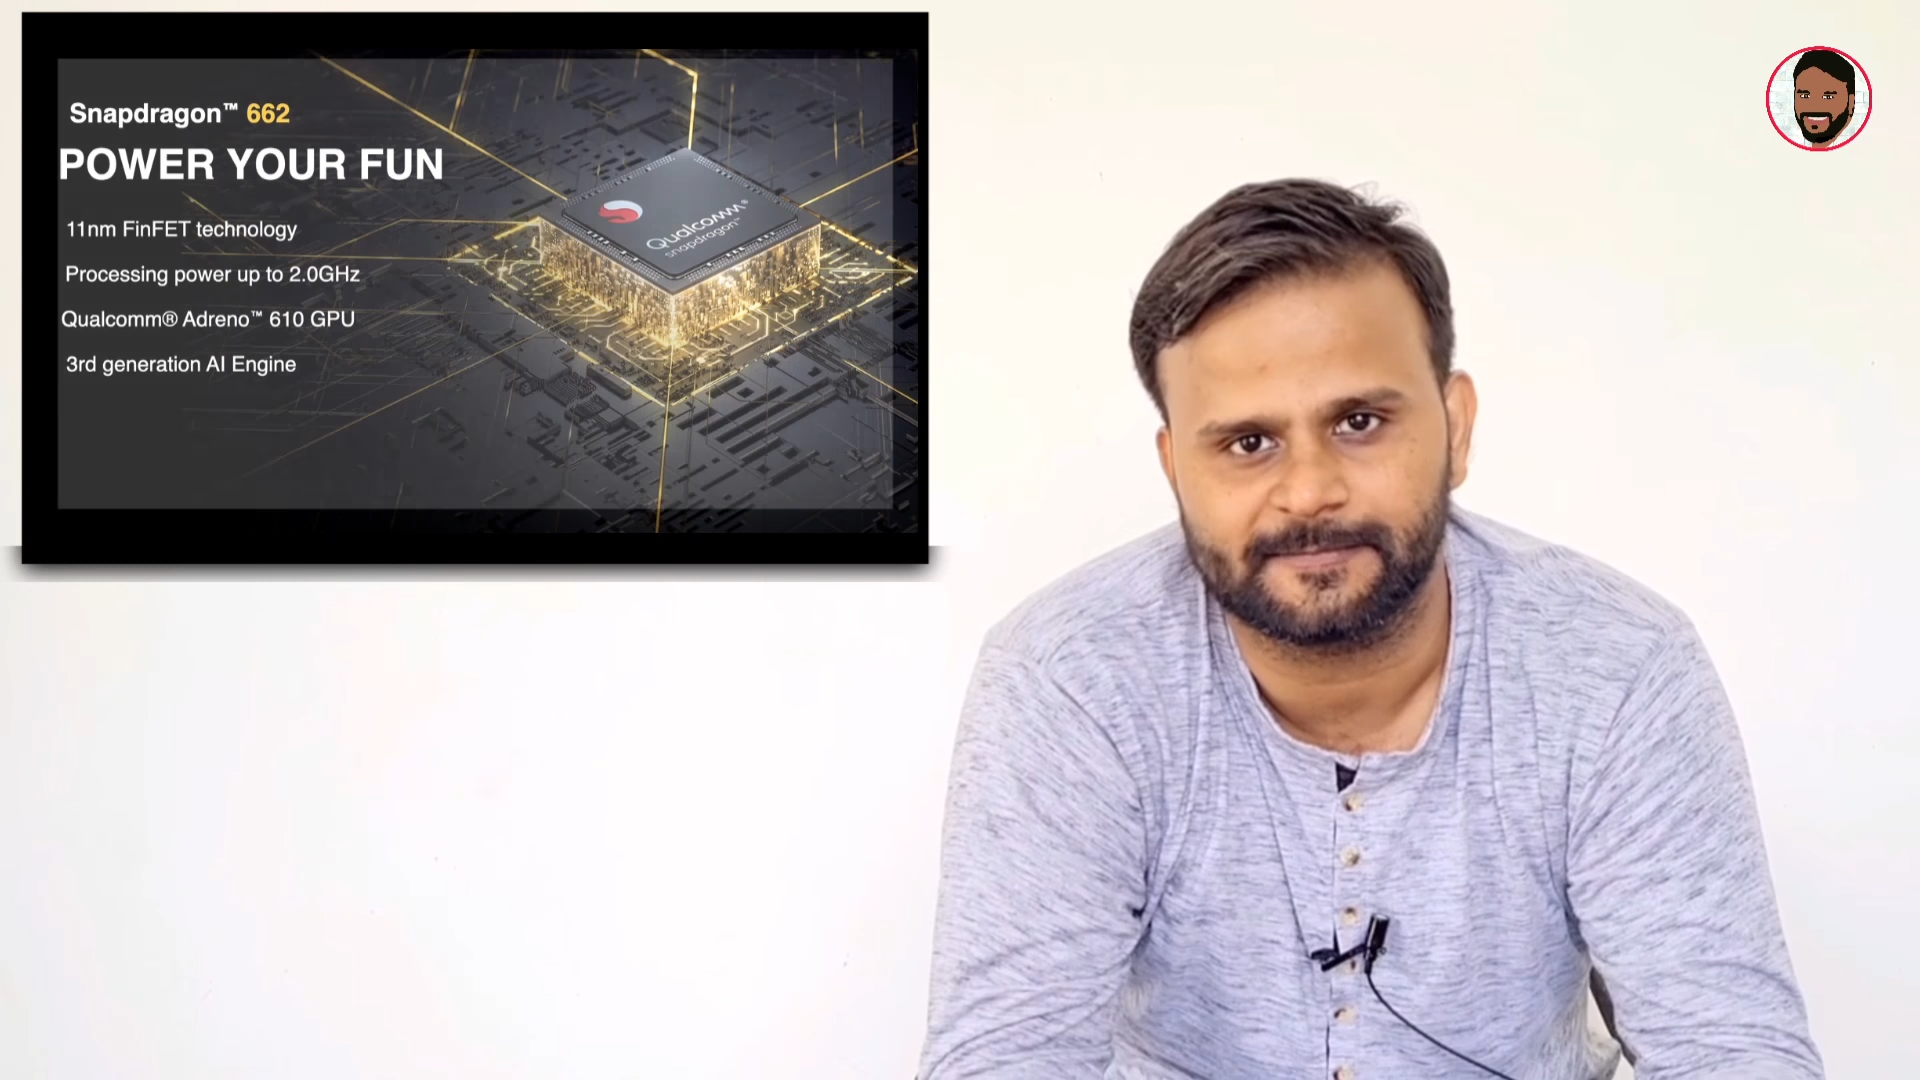 Snapdragon™ 662
POWER YOUR FUN
11nm FinFET technology
Processing power up to 2.0GHz
Qualcomm® Adreno™ 610 GPU
3rd generation AI Engine
Qualcomm®
snapdragon™